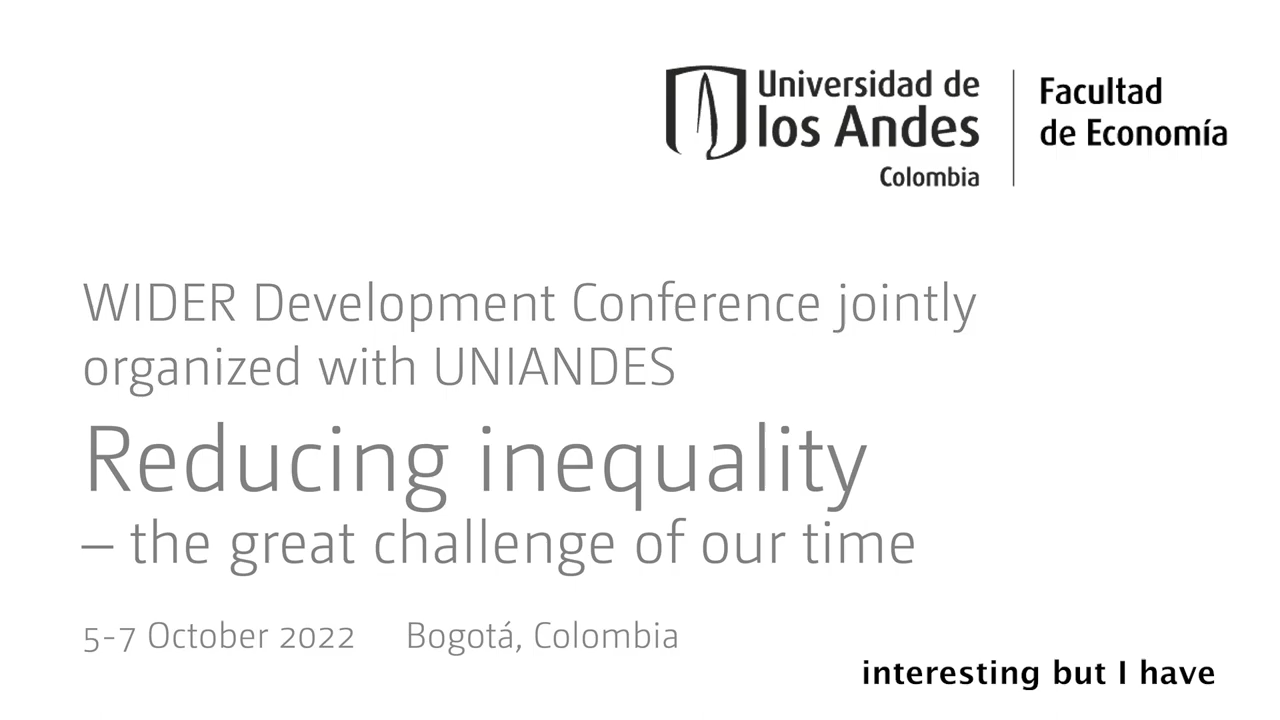 Universidad de
los Andes
Colombia
Facultad
de Economía
WIDER Development Conference jointly
organized with UNIANDES
Reducing inequality
– the great challenge of our time
5-7 October 2022 Bogotá, Colombia
interesting but I have